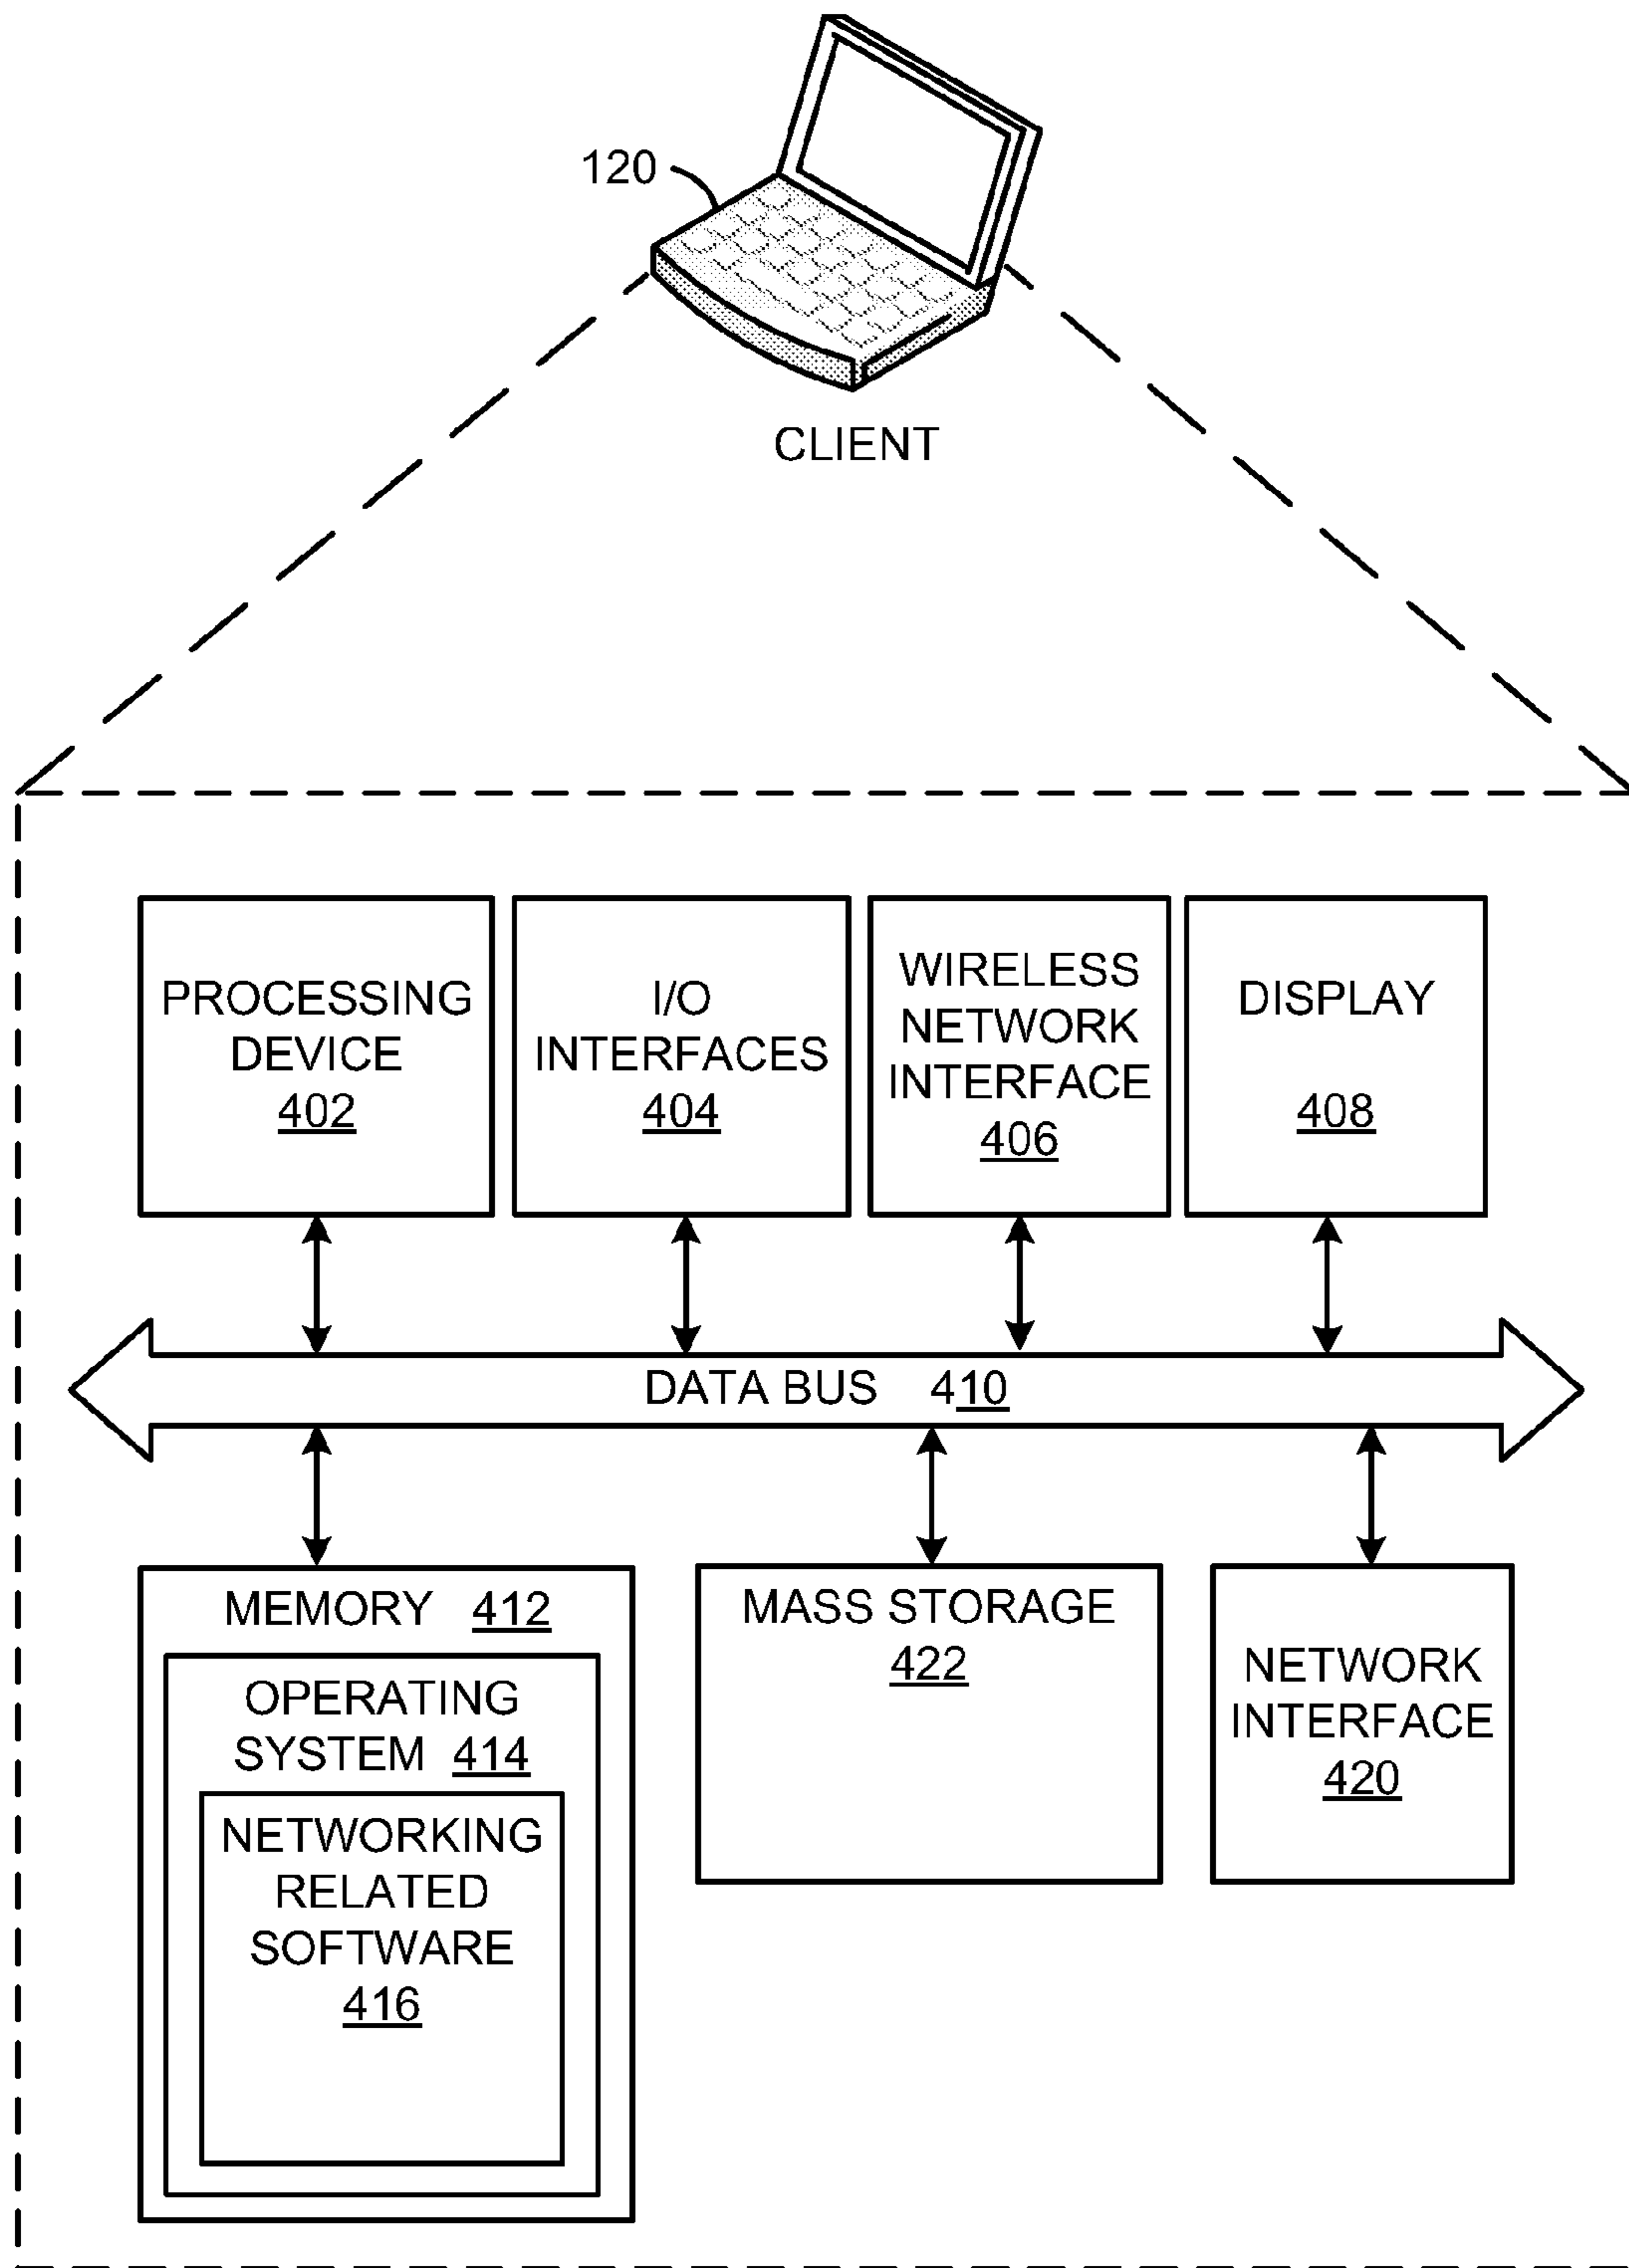 120
CLIENT
PROCESSING
DEVICE
402
I/O
INTERFACES
404
WIRELESS
NETWORK
INTERFACE
406
DISPLAY
408
DATA BUS 410
MEMORY 412
OPERATING
SYSTEM 414
NETWORKING
RELATED
SOFTWARE
416
MASS STORAGE
422
NETWORK
INTERFACE
420